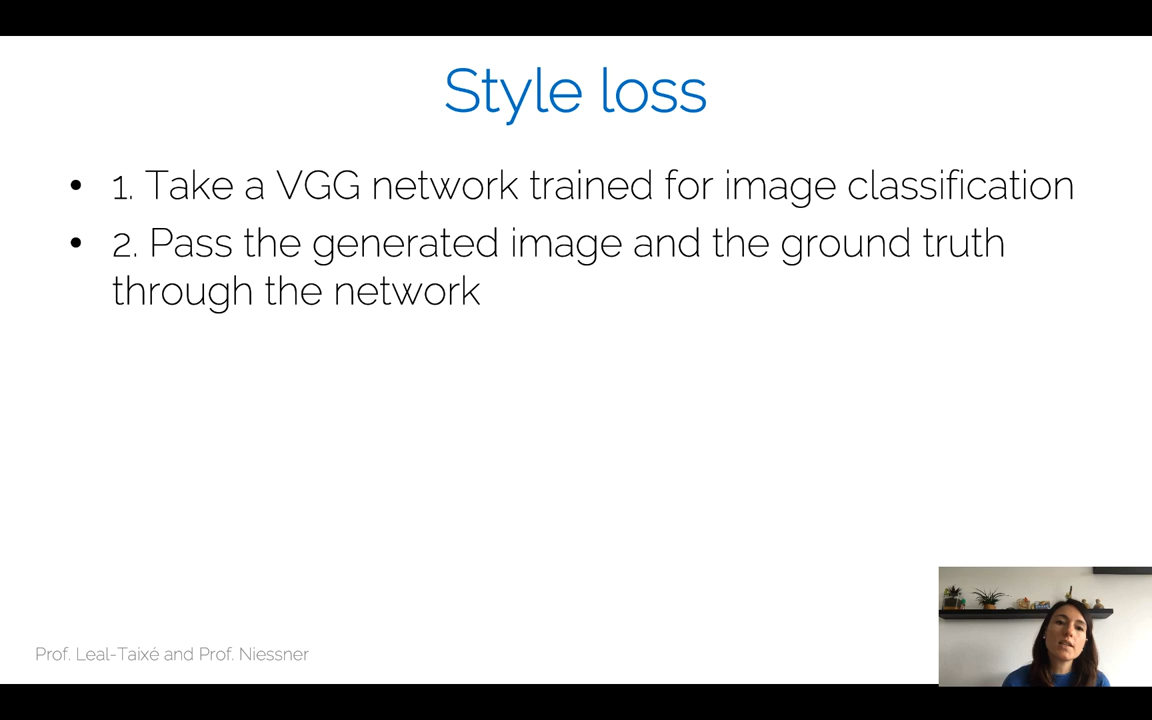 Style loss
• 1. Take a VGG network trained for image classification
• 2. Pass the generated image and the ground truth
through the network
Prof. Leal-Taixé and Prof. Niessner